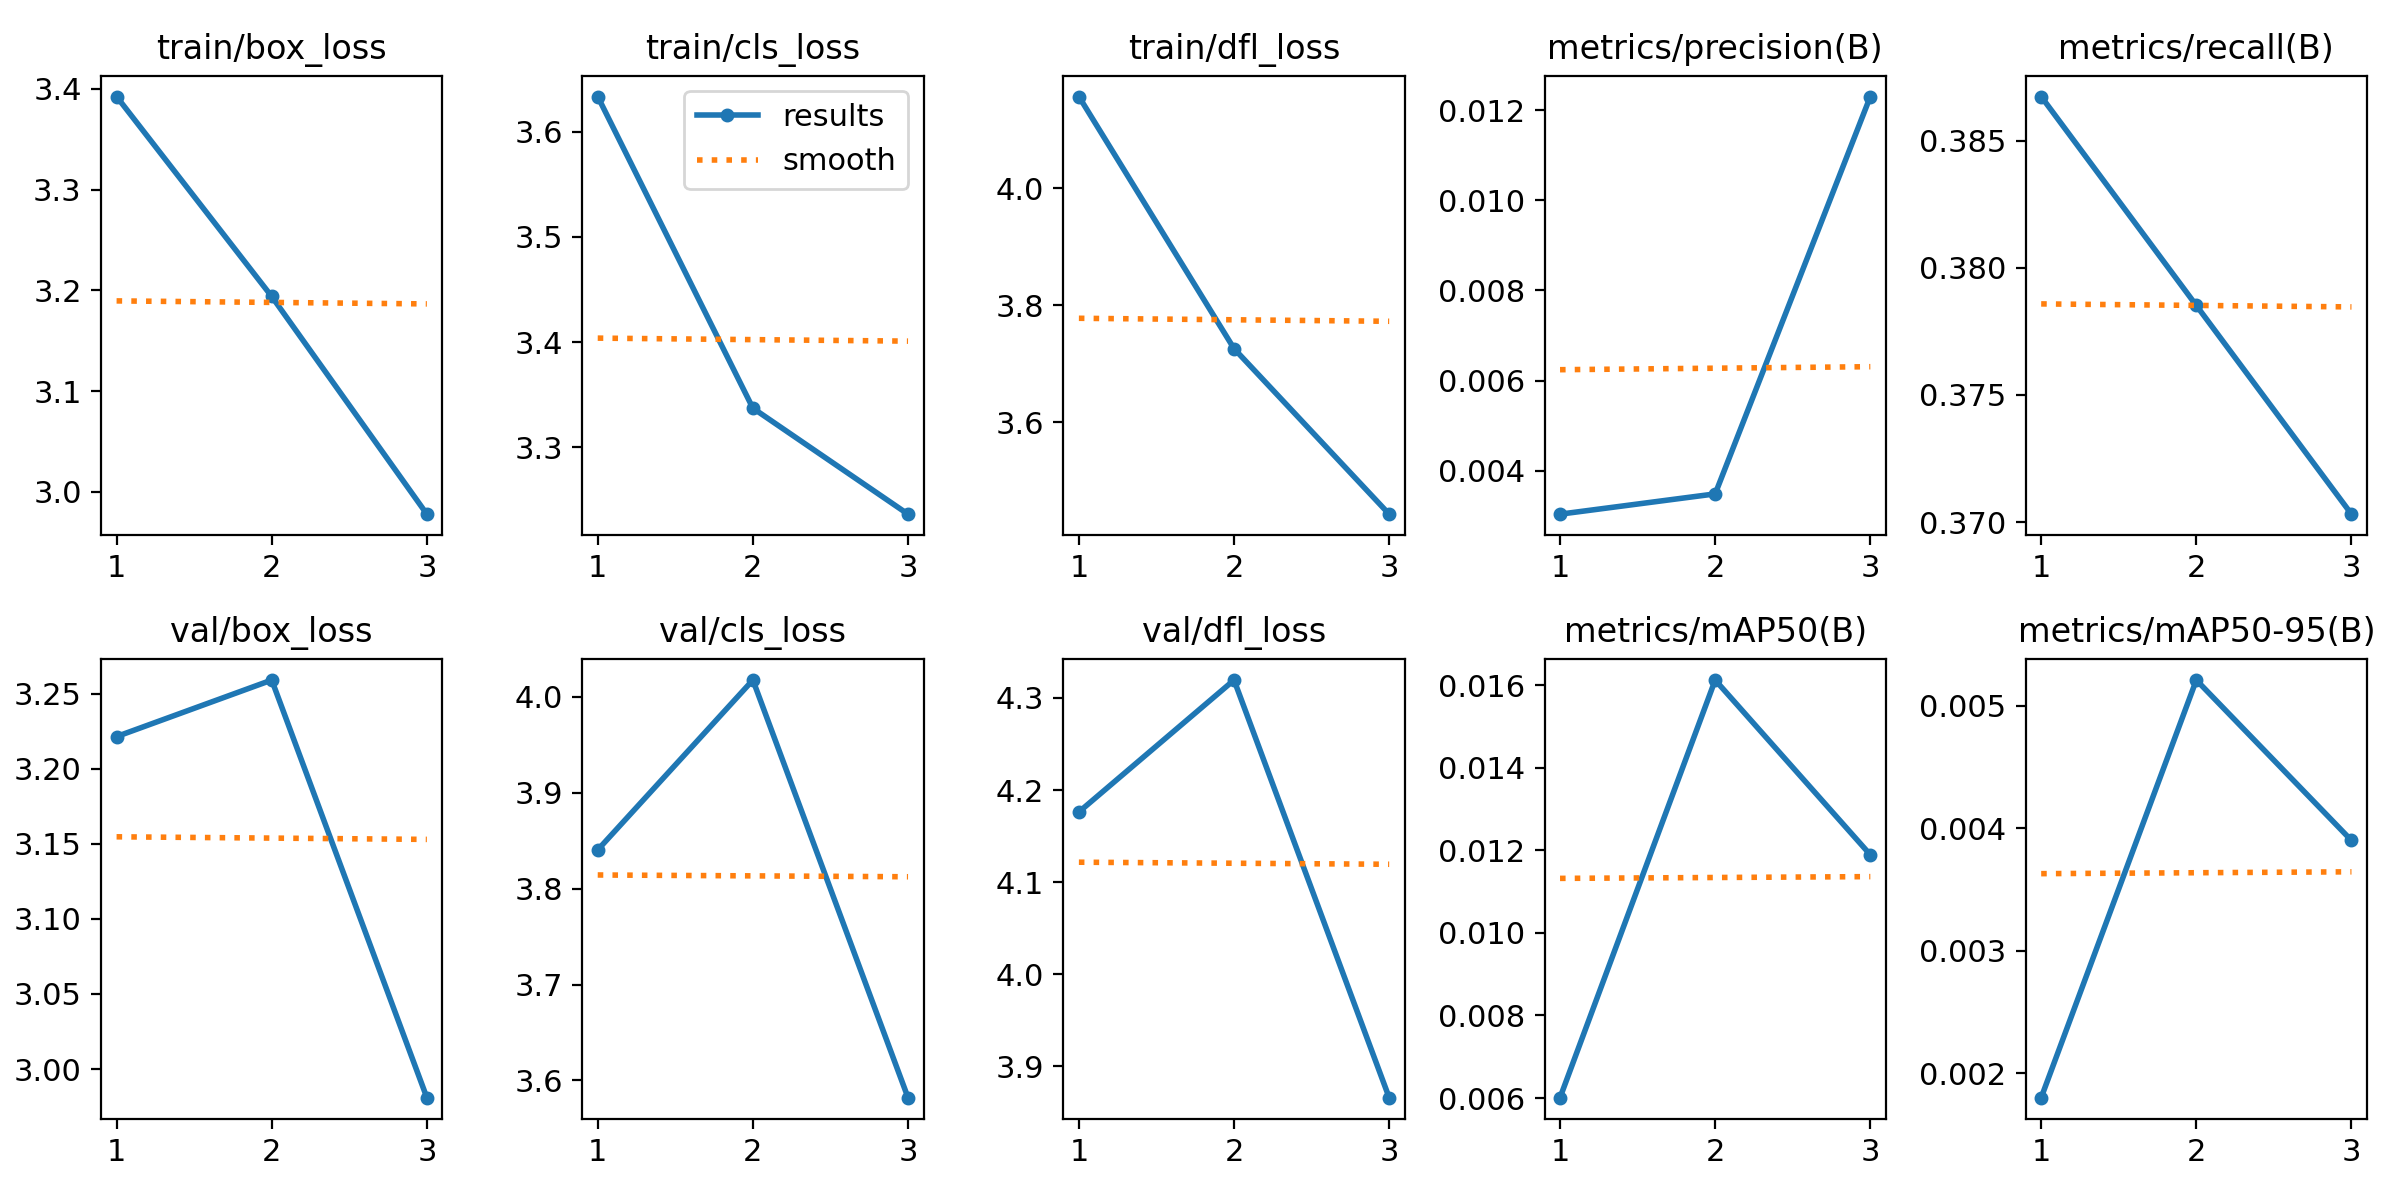 train/box_loss
3.4
3.3
3.2
3.1
3.0
1 2 3
train/cls_loss
results
smooth
3.6
3.5
3.4
3.3
1 2 3
train/dfl_loss
4.0
3.8
3.6
1 2 3
metrics/precision(B)
0.012
0.010
0.008
0.006
0.004
1 2 3
metrics/recall(B)
0.385
0.380
0.375
0.370
1 2 3
val/box_loss
3.25
3.20
3.15
3.10
3.05
3.00
1 2 3
val/cls_loss
4.0
3.9
3.8
3.7
3.6
1 2 3
val/dfl_loss
4.3
4.2
4.1
4.0
3.9
1 2 3
metrics/mAP50(B)
0.016
0.014
0.012
0.010
0.008
0.006
1 2 3
metrics/mAP50-95(B)
0.005
0.004
0.003
0.002
1 2 3